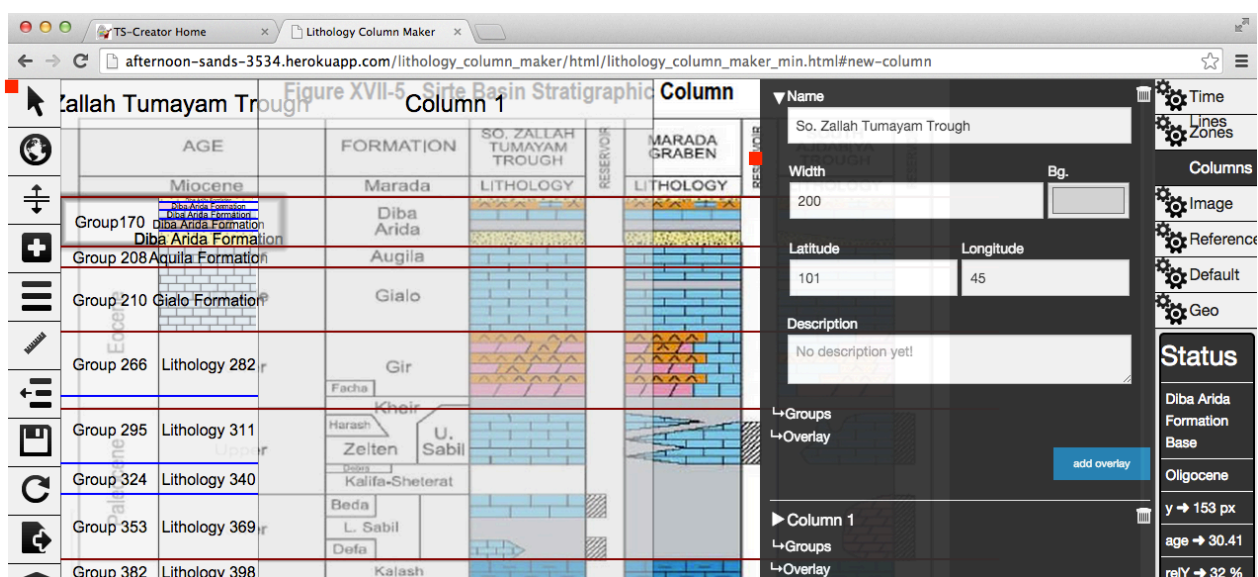 TS-Creator Home
Lithology Column Maker
afternoon-sands-3534.herokuapp.com/lithology_column_maker/html/lithology_column_maker_min.html#new-column
Figure XVII-5 Sirte Basin Stratigraphic Column
Zallah Tumayam Trough
Column 1
AGE
FORMATION
SO, ZALLAH TUMAYAM TROUGH
RESERVOIR
MARADA GRABEN
Miocene
Marada
LITHOLOGY
LITHOLOGY
Diba Arida Formation
Diba Arida Formation
Diba Arida Formation
Group170
Diba Arida Formation
Diba Arida
Group 208
Aquila Formation
Augila
Group 210
Gialo Formation
Gialo
Eocene
Group 266
Lithology 282
Gir
Facha
Kheir
Group 295
Lithology 311
Harash
Zelten
U. Sabil
Upper
Group 324
Lithology 340
Kalifa-Sheterat
Paleocene
Group 353
Lithology 369
Beda
L. Sabil
Defa
Group 382
Lithology 398
Kalash
Name
So. Zallah Tumayam Trough
Width
Bg.
200
Latitude
Longitude
101
45
Description
No description yet!
Groups
Overlay
add overlay
Column 1
Groups
Overlay
Time Lines
Zones
Columns
Image
Reference
Default
Geo
Status
Diba Arida
Formation
Base
Oligocene
y → 153 px
age → 30.41
relY → 32 %